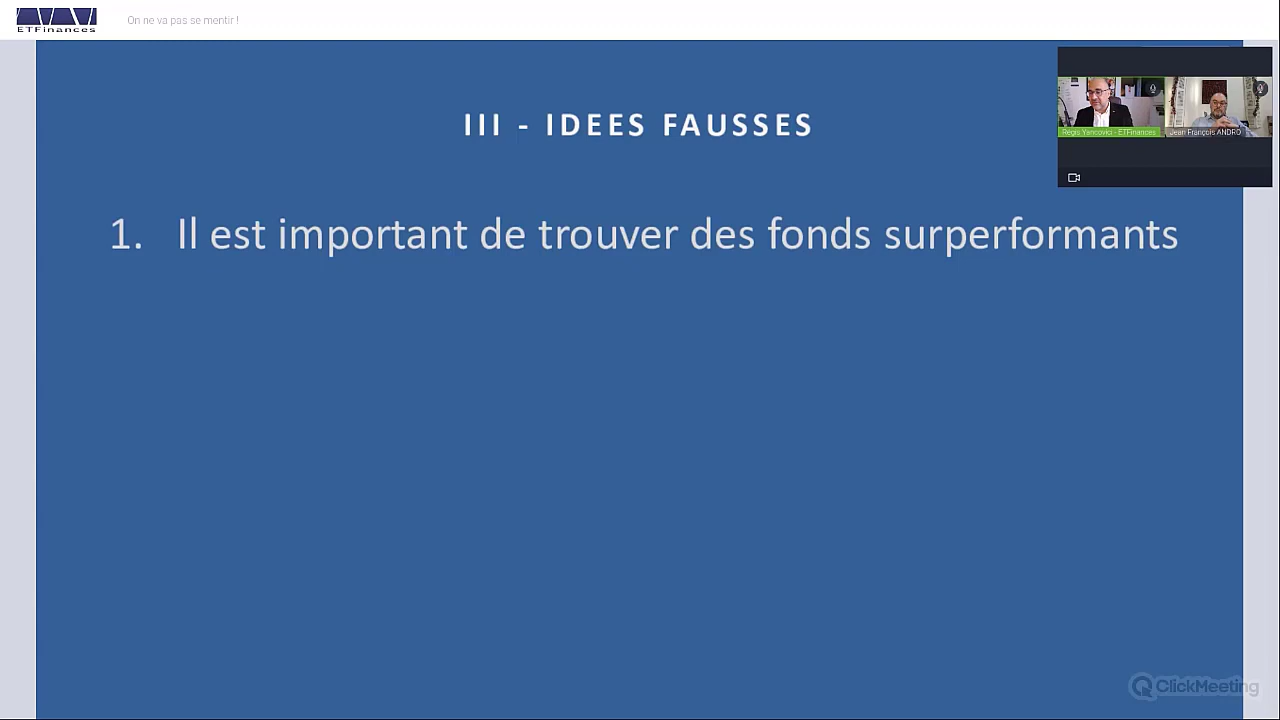 ETFinances
On ne va pas se mentir !
III - IDEES FAUSSES
Régis Yancovici - ETFinances
Jean François ANDRO
1. Il est important de trouver des fonds surperformants
ClickMeeting